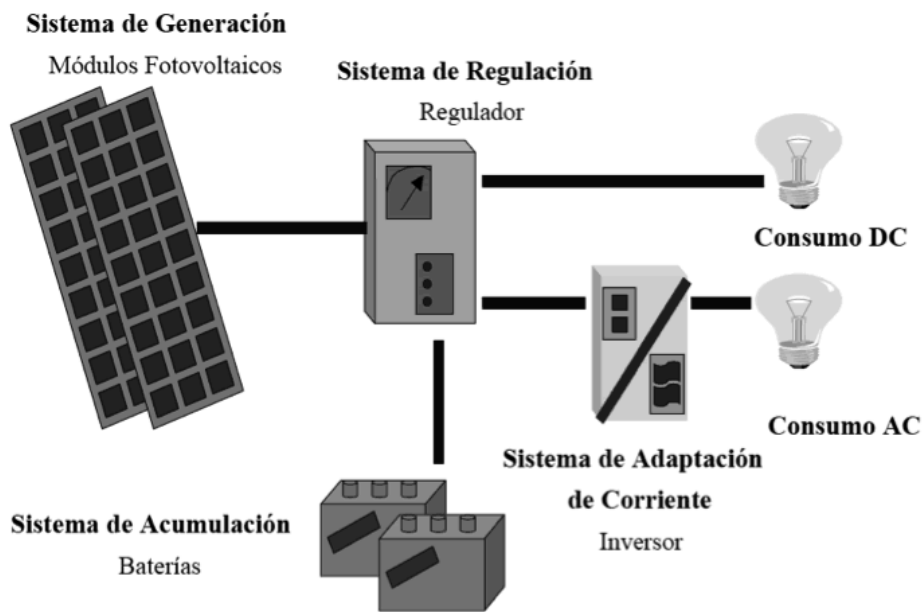 Sistema de Generación
Módulos Fotovoltaicos
Sistema de Regulación
Regulador
Consumo DC
Consumo AC
Sistema de Adaptación
de Corriente
Inversor
Sistema de Acumulación
Baterías